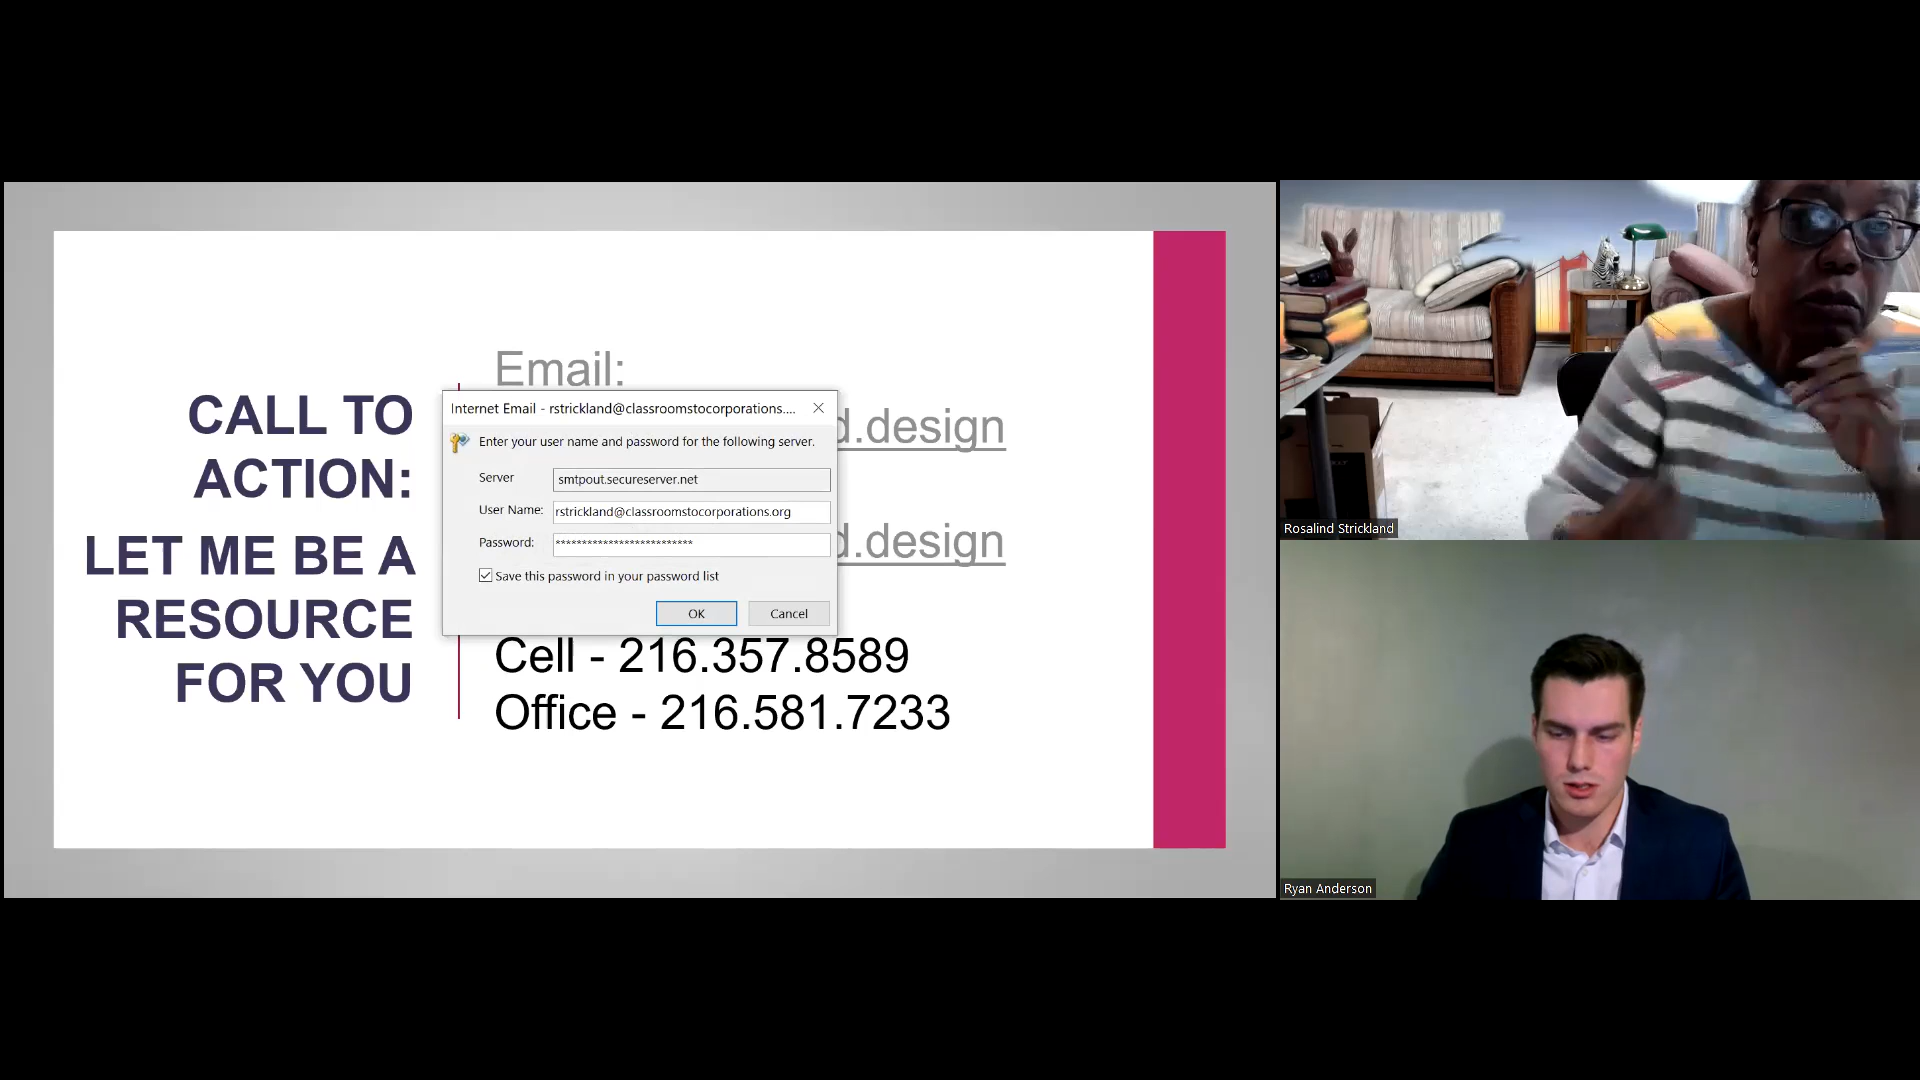 CALL TO
ACTION:
LET ME BE A
RESOURCE
FOR YOU
Email:
d.design
d.design
Cell - 216.357.8589
Office - 216.581.7233
Internet Email - rstrickland@classroomstocorporations....
Enter your user name and password for the following server.
Server
smtpout.secureserver.net
User Name:
rstrickland@classroomstocorporations.org
Password:
**************************
Save this password in your password list
OK
Cancel
Rosalind Strickland
Ryan Anderson